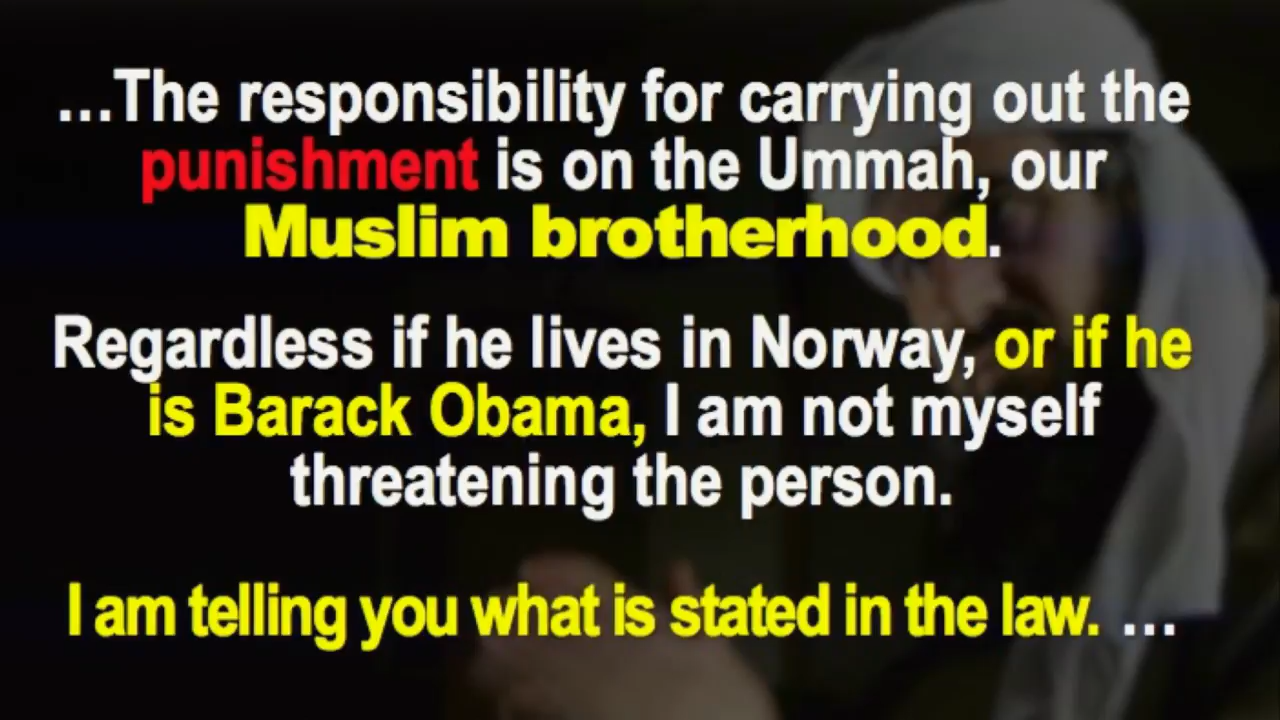 ...The responsibility for carrying out the
punishment is on the Ummah, our
Muslim brotherhood.
Regardless if he lives in Norway, or if he
is Barack Obama, I am not myself
threatening the person.
I am telling you what is stated in the law. ...